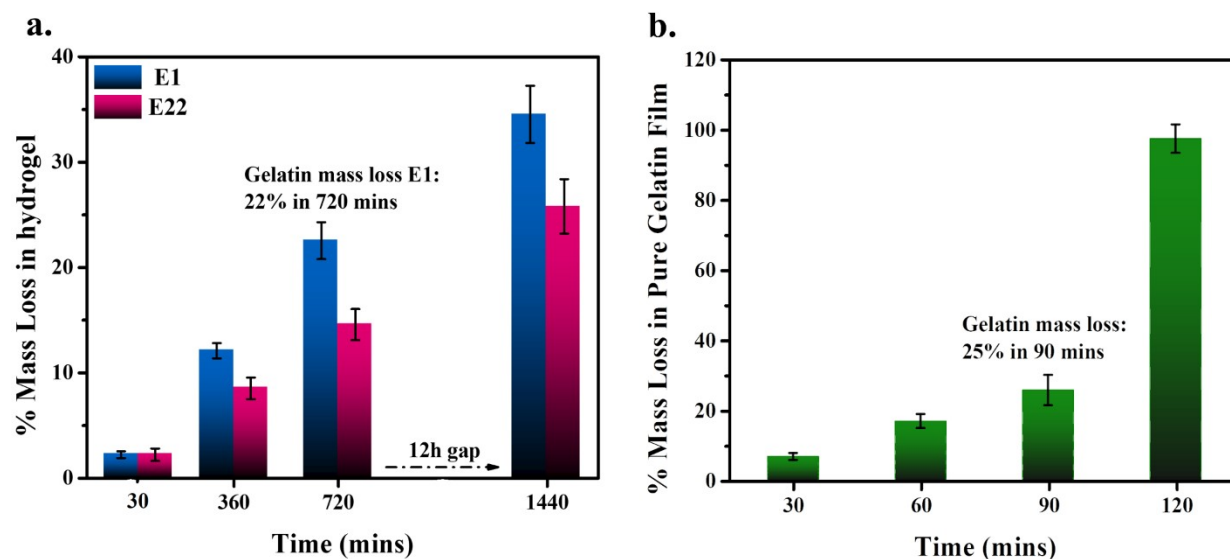 a.
% Mass Loss in hydrogel
40
30
20
10
0
E1
E22
Gelatin mass loss E1:
22% in 720 mins
12h gap
30 360 720 1440
Time (mins)
b.
% Mass Loss in Pure Gelatin Film
120
100
80
60
40
20
0
Gelatin mass loss:
25% in 90 mins
30 60 90 120
Time (mins)